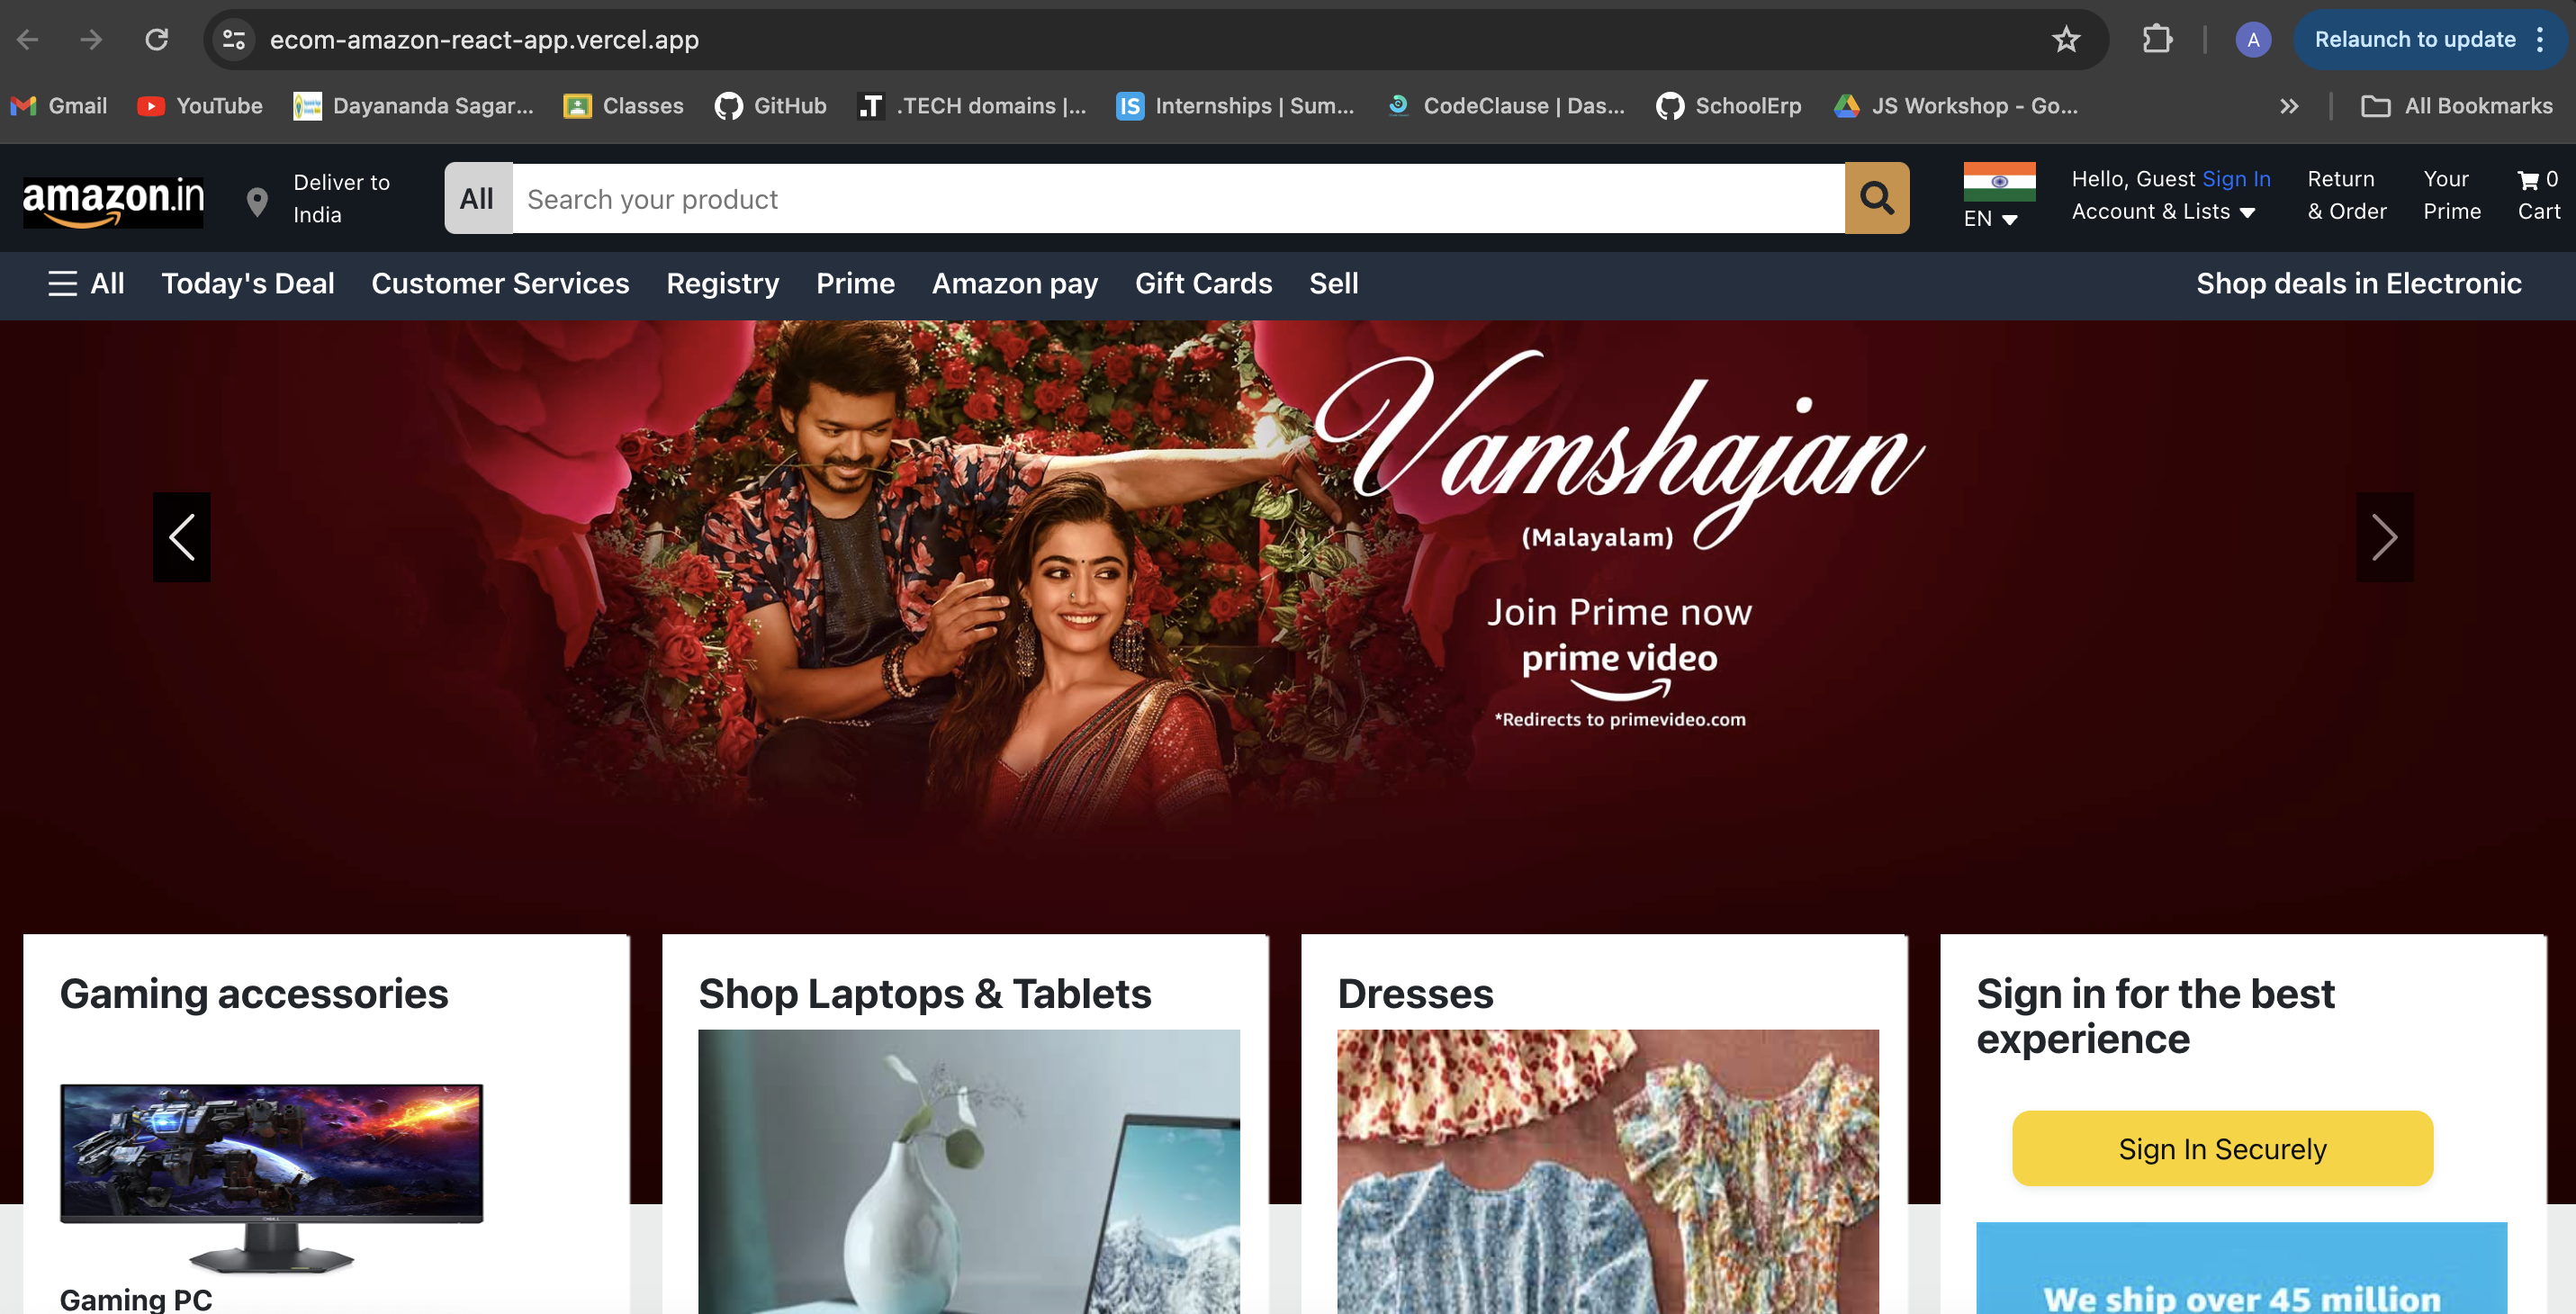 ecom-amazon-react-app.vercel.app
A
Relaunch to update
Gmail
YouTube
Dayananda Sagar...
Classes
GitHub
.T
.TECH domains |...
IS
Internships | Sum...
CodeClause | Das...
SchoolErp
JS Workshop - Go...
»
All Bookmarks
amazon.in
Deliver to
India
All
Search your product
EN
Hello, Guest Sign In
Account & Lists
Return
& Order
Your
Prime
0
Cart
All
Today's Deal
Customer Services
Registry
Prime
Amazon pay
Gift Cards
Sell
Shop deals in Electronic
Vamshajan
(Malayalam)
Join Prime now
prime video
*Redirects to primevideo.com
Gaming accessories
Gaming PC
Shop Laptops & Tablets
Dresses
Sign in for the best
experience
Sign In Securely
We ship over 45 million